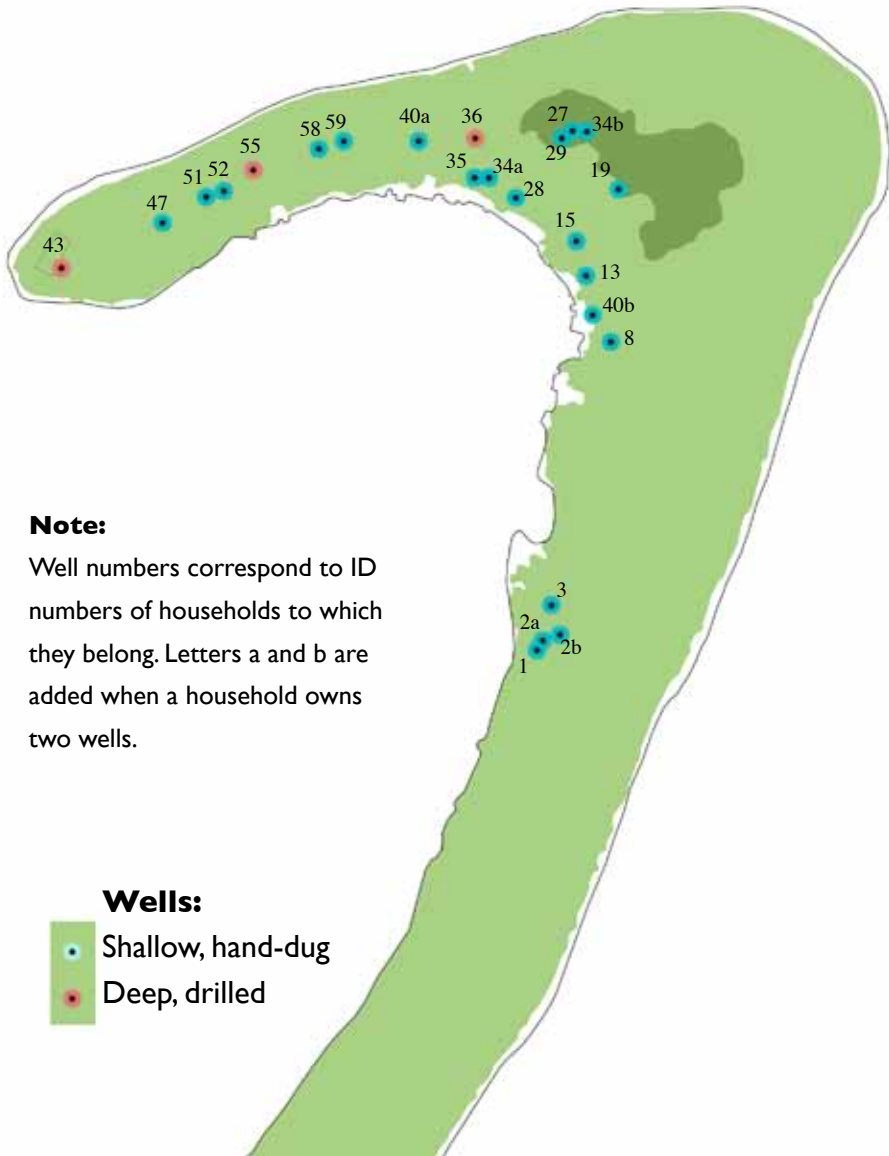 27
34b
59
40a
36
58
29
55
35
34a
19
52
51
28
47
15
43
13
40b
8
Note:
Well numbers correspond to ID
numbers of households to which
they belong. Letters a and b are
added when a household owns
two wells.
3
2a
2b
1
Wells:
Shallow, hand-dug
Deep, drilled